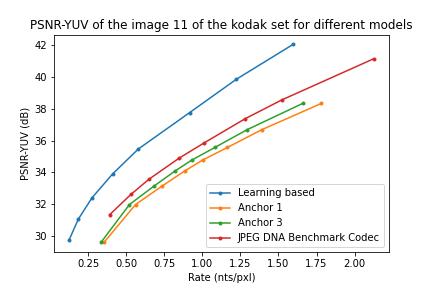 PSNR-YUV of the image 11 of the kodak set for different models
PSNR-YUV (dB)
42
40
38
36
34
32
30
Learning based
Anchor 1
Anchor 3
JPEG DNA Benchmark Codec
0.25 0.50 0.75 1.00 1.25 1.50 1.75 2.00
Rate (nts/pxl)